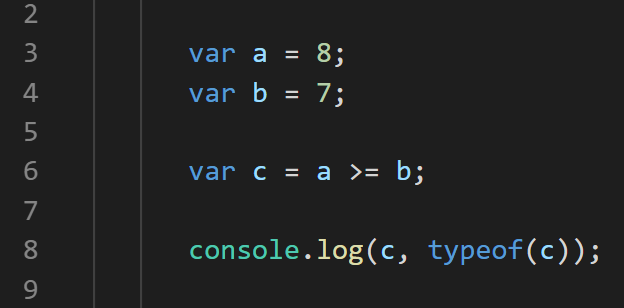 2
3 var a = 8;
4 var b = 7;
5
6 var c = a >= b;
7
8 console.log(c, typeof(c));
9